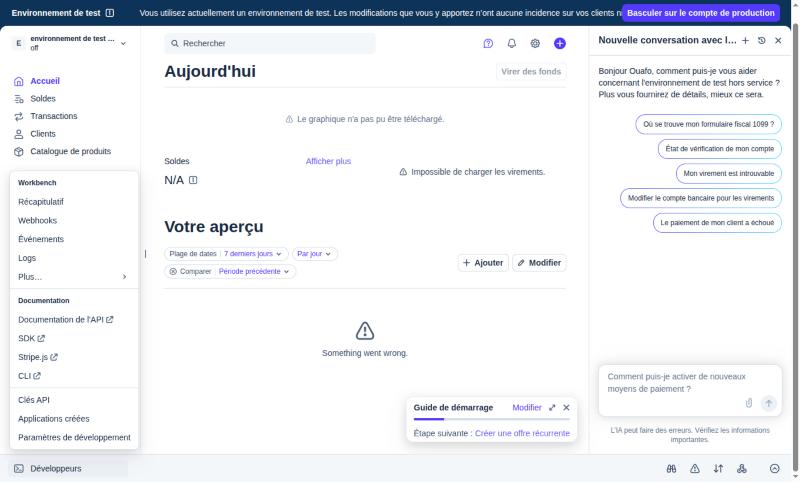 Environnement de test
Vous utilisez actuellement un environnement de test. Les modifications que vous y apportez n'ont aucune incidence sur vos clients
Basculer sur le compte de production
E
environnement de test ...
off
Rechercher
Accueil
Soldes
Transactions
Clients
Catalogue de produits
Workbench
Récapitulatif
Webhooks
Événements
Logs
Plus…
Documentation
Documentation de l'API
SDK
Stripe.js
CLI
Clés API
Applications créées
Paramètres de développement
Développeurs
Aujourd'hui
Virer des fonds
Le graphique n'a pas pu être téléchargé.
Soldes
Afficher plus
N/A
Impossible de charger les virements.
Votre aperçu
Plage de dates
7 derniers jours
Par jour
Comparer
Période précédente
Ajouter
Modifier
Something went wrong.
Guide de démarrage
Modifier
Étape suivante : Créer une offre récurrente
Nouvelle conversation avec l'...
Bonjour Ouafo, comment puis-je vous aider
concernant l'environnement de test hors service ?
Plus vous fournirez de détails, mieux ce sera.
Où se trouve mon formulaire fiscal 1099 ?
État de vérification de mon compte
Mon virement est introuvable
Modifier le compte bancaire pour les virements
Le paiement de mon client a échoué
Comment puis-je activer de nouveaux
moyens de paiement ?
L'IA peut faire des erreurs. Vérifiez les informations
importantes.